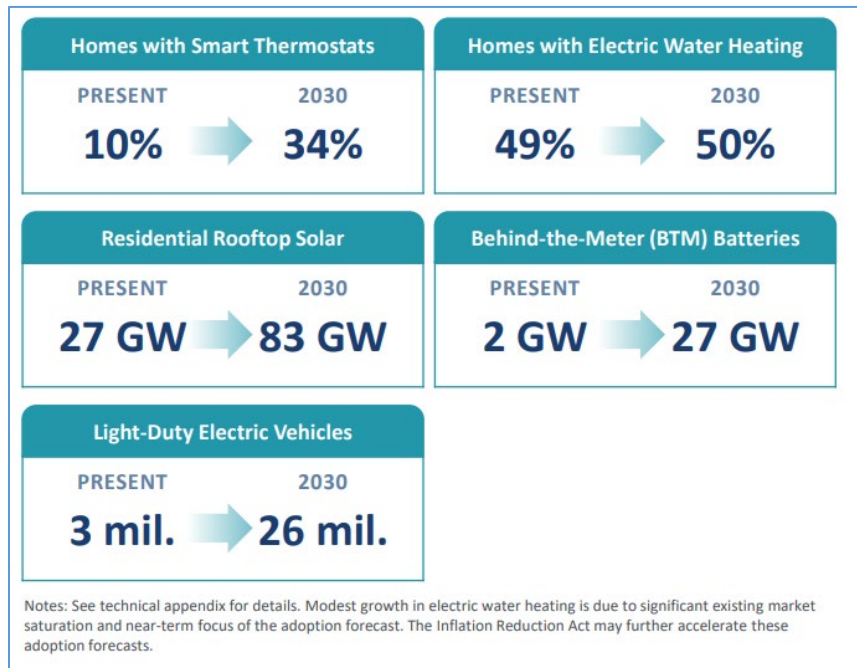 Homes with Smart Thermostats
PRESENT 2030
10% 34%
Homes with Electric Water Heating
PRESENT 2030
49% 50%
Residential Rooftop Solar
PRESENT 2030
27 GW 83 GW
Behind-the-Meter (BTM) Batteries
PRESENT 2030
2 GW 27 GW
Light-Duty Electric Vehicles
PRESENT 2030
3 mil. 26 mil.
Notes: See technical appendix for details. Modest growth in electric water heating is due to significant existing market
saturation and near-term focus of the adoption forecast. The Inflation Reduction Act may further accelerate these
adoption forecasts.